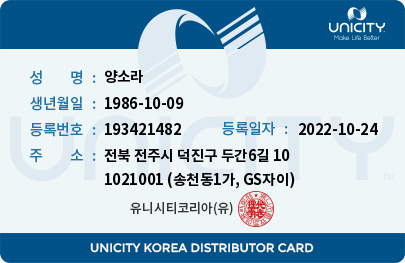 UNICITY
Make Life Better
성 명 : 양소라
생년월일 : 1986-10-09
등록번호 : 193421482 등록일자 : 2022-10-24
주 소 : 전북 전주시 덕진구 두간6길 10
1021001 (송천동1가, GS자이)
유니시티코리아(유)
UNICITY
UNICITY KOREA DISTRIBUTOR CARD